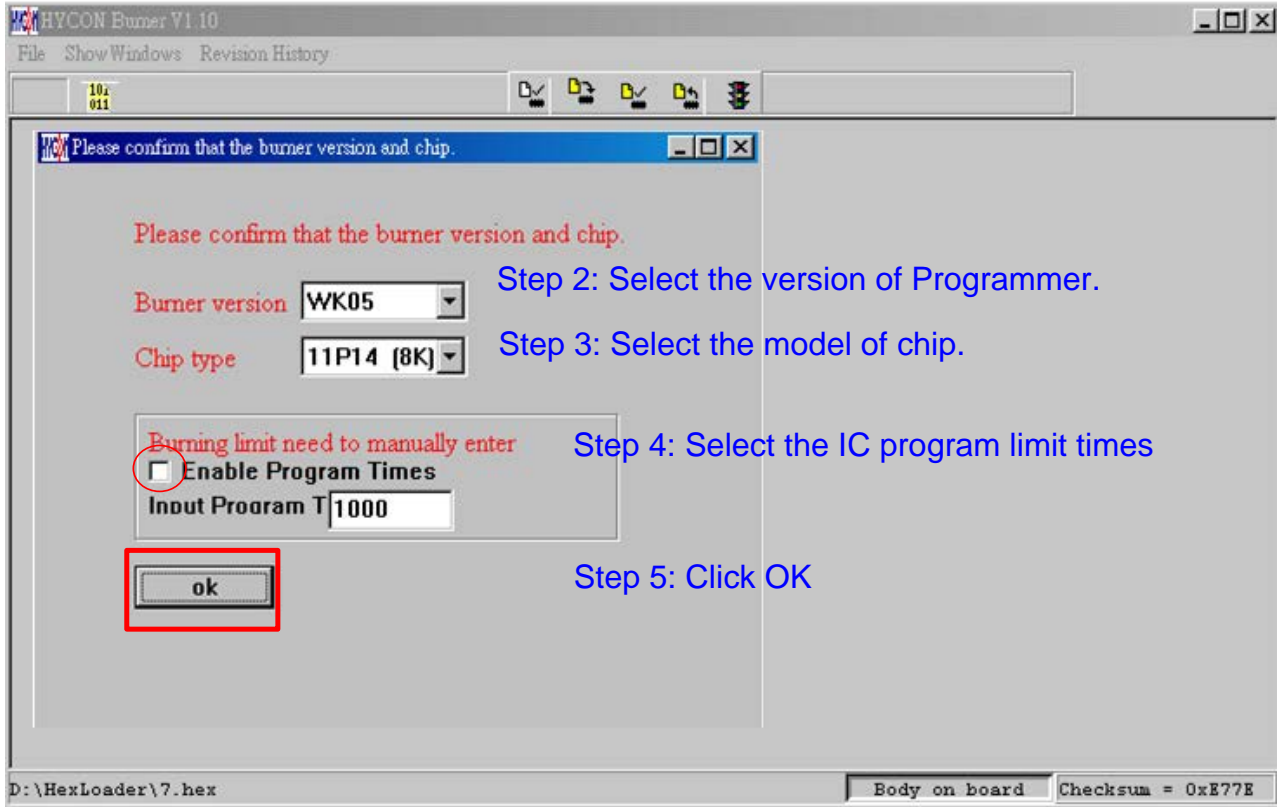 HYCON Burner V1.10
File Show Windows Revision History
101
011
Please confirm that the burner version and chip.
Please confirm that the burner version and chip.
Step 2: Select the version of Programmer.
Burner version WK05
Step 3: Select the model of chip.
Chip type 11P14 (8K)
Burning limit need to manually enter
Step 4: Select the IC program limit times
Enable Program Times
Input Program T 1000
ok
Step 5: Click OK
D:\HexLoader\7.hex Body on board Checksum = 0xE77E